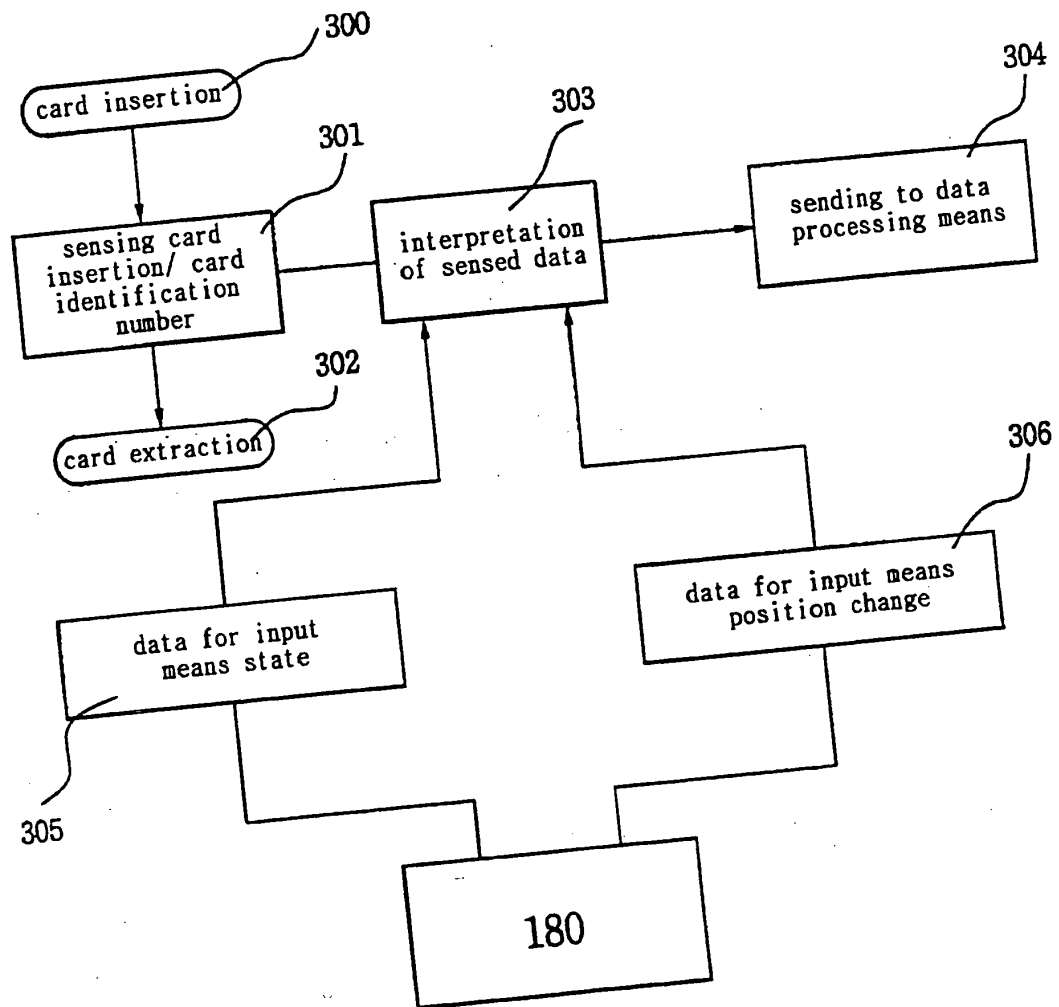 300
card insertion
301
sensing card
insertion/ card
identification
number
302
card extraction
303
interpretation
of sensed data
304
sending to data
processing means
305
data for input
means state
306
data for input means
position change
180